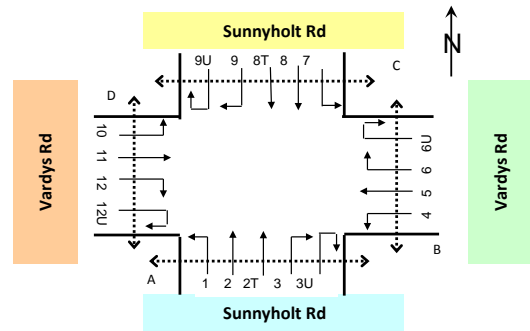 Sunnyholt Rd
N
9U 9 8T 8 7
C
D
Vardys Rd
10
11
12
12U
6U
6
5
4
Vardys Rd
A
B
1 2 2T 3 3U
Sunnyholt Rd